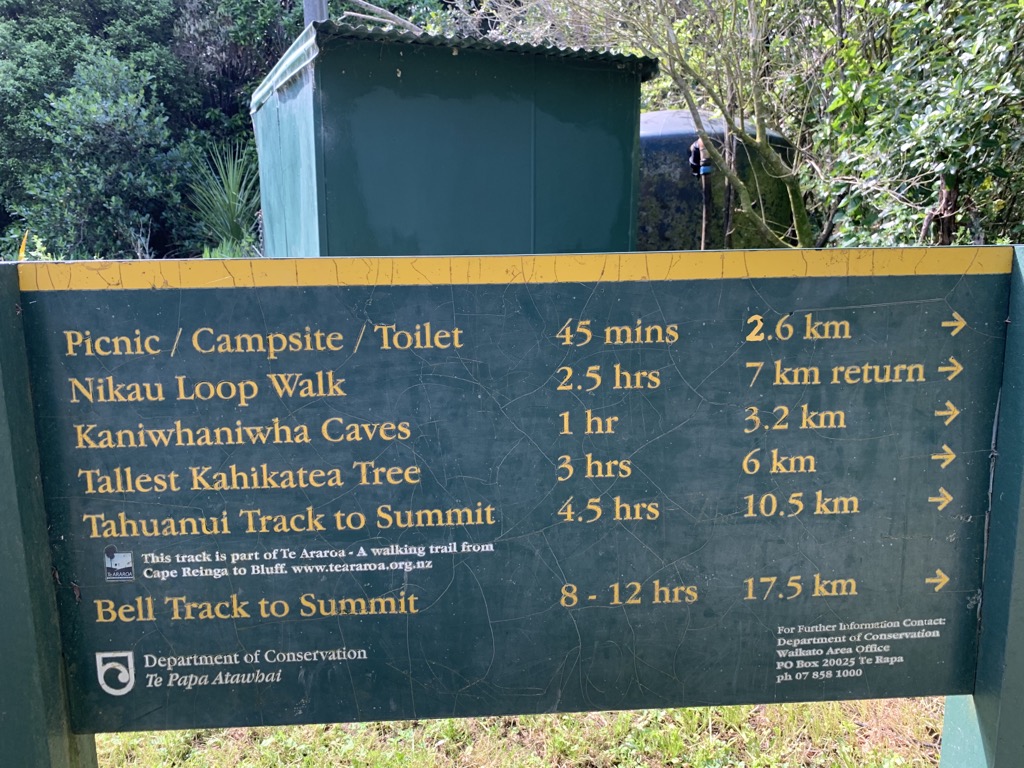 Picnic / Campsite / Toilet 45 mins 2.6 km →
Nikau Loop Walk 2.5 hrs 7 km return →
Kaniwhaniwha Caves 1 hr 3.2 km →
Tallest Kahikatea Tree 3 hrs 6 km →
Tahuanui Track to Summit 4.5 hrs 10.5 km →
TE ARAROA
This track is part of Te Araroa - A walking trail from
Cape Reinga to Bluff. www.teararoa.org.nz
Bell Track to Summit 8 - 12 hrs 17.5 km →
Department of Conservation
Te Papa Atawhai
For Further Information Contact:
Department of Conservation
Waikato Area Office
PO Box 20025 Te Rapa
ph 07 858 1000